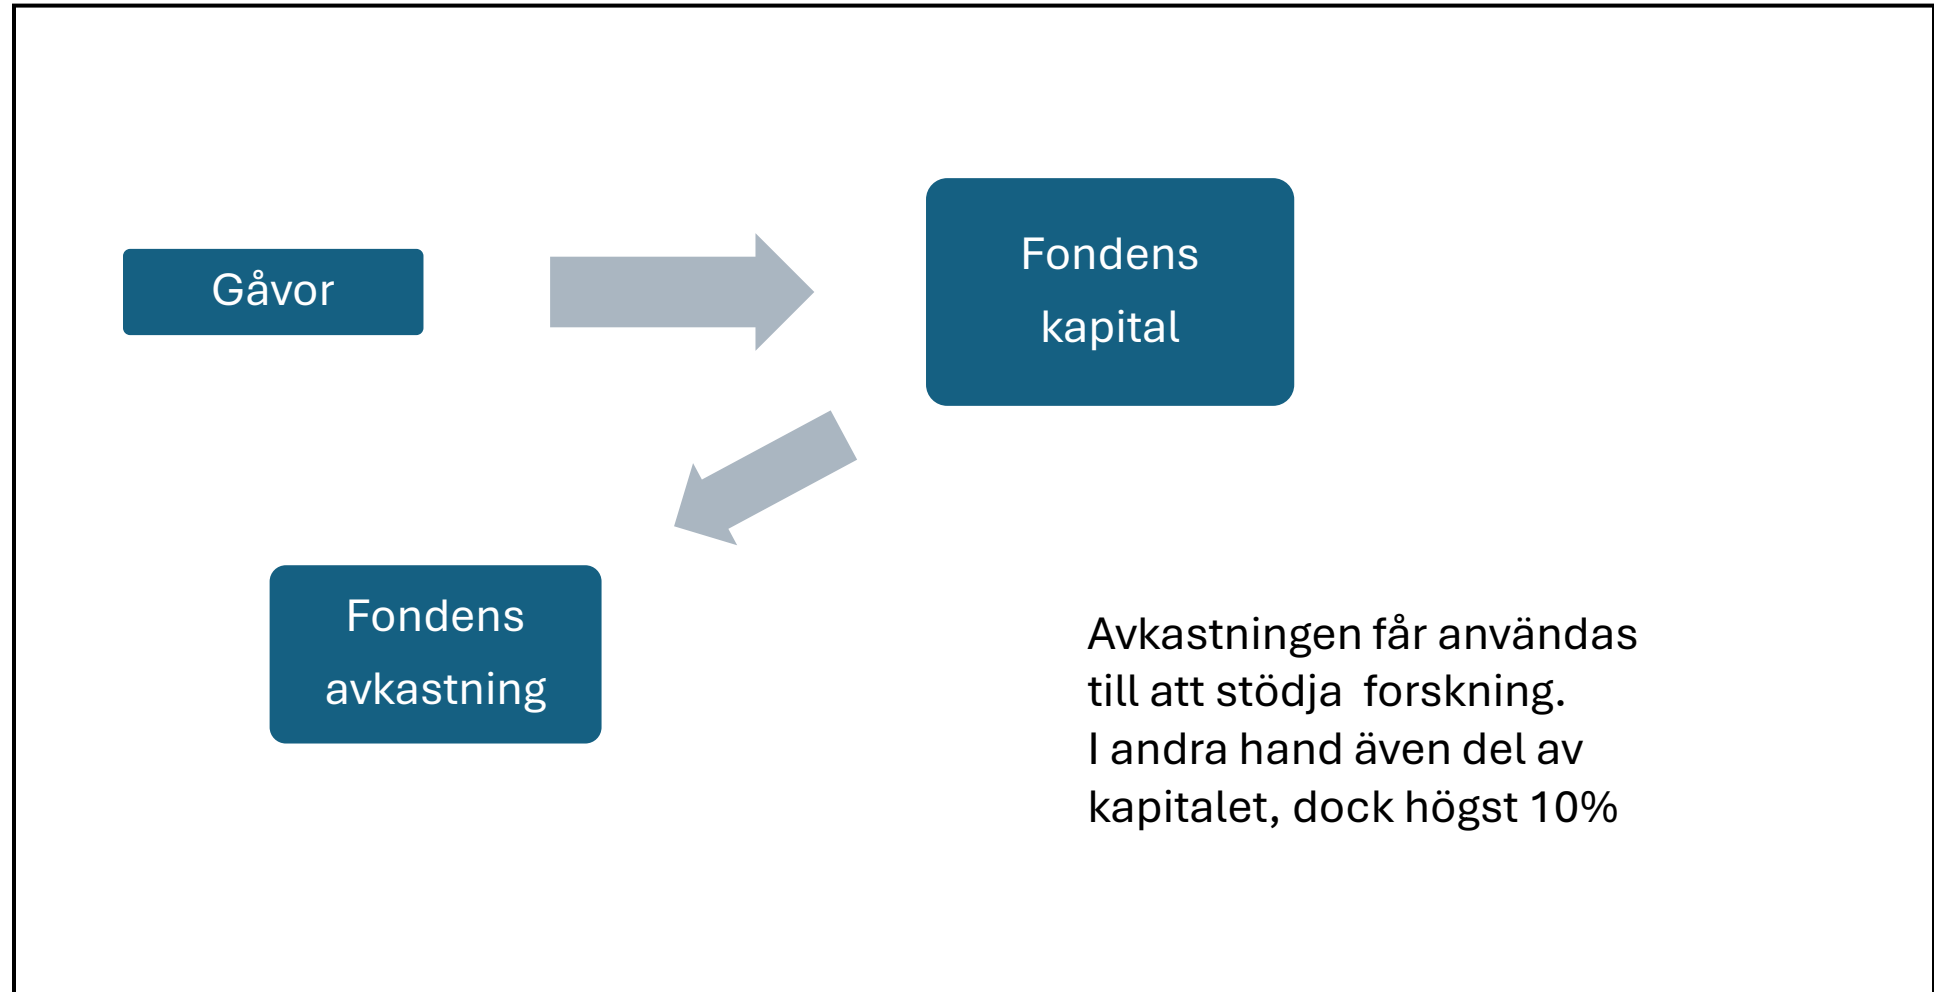 Gåvor
Fondens
kapital
Fondens
avkastning
Avkastningen får användas
till att stödja  forskning.
I andra hand även del av
kapitalet, dock högst 10%